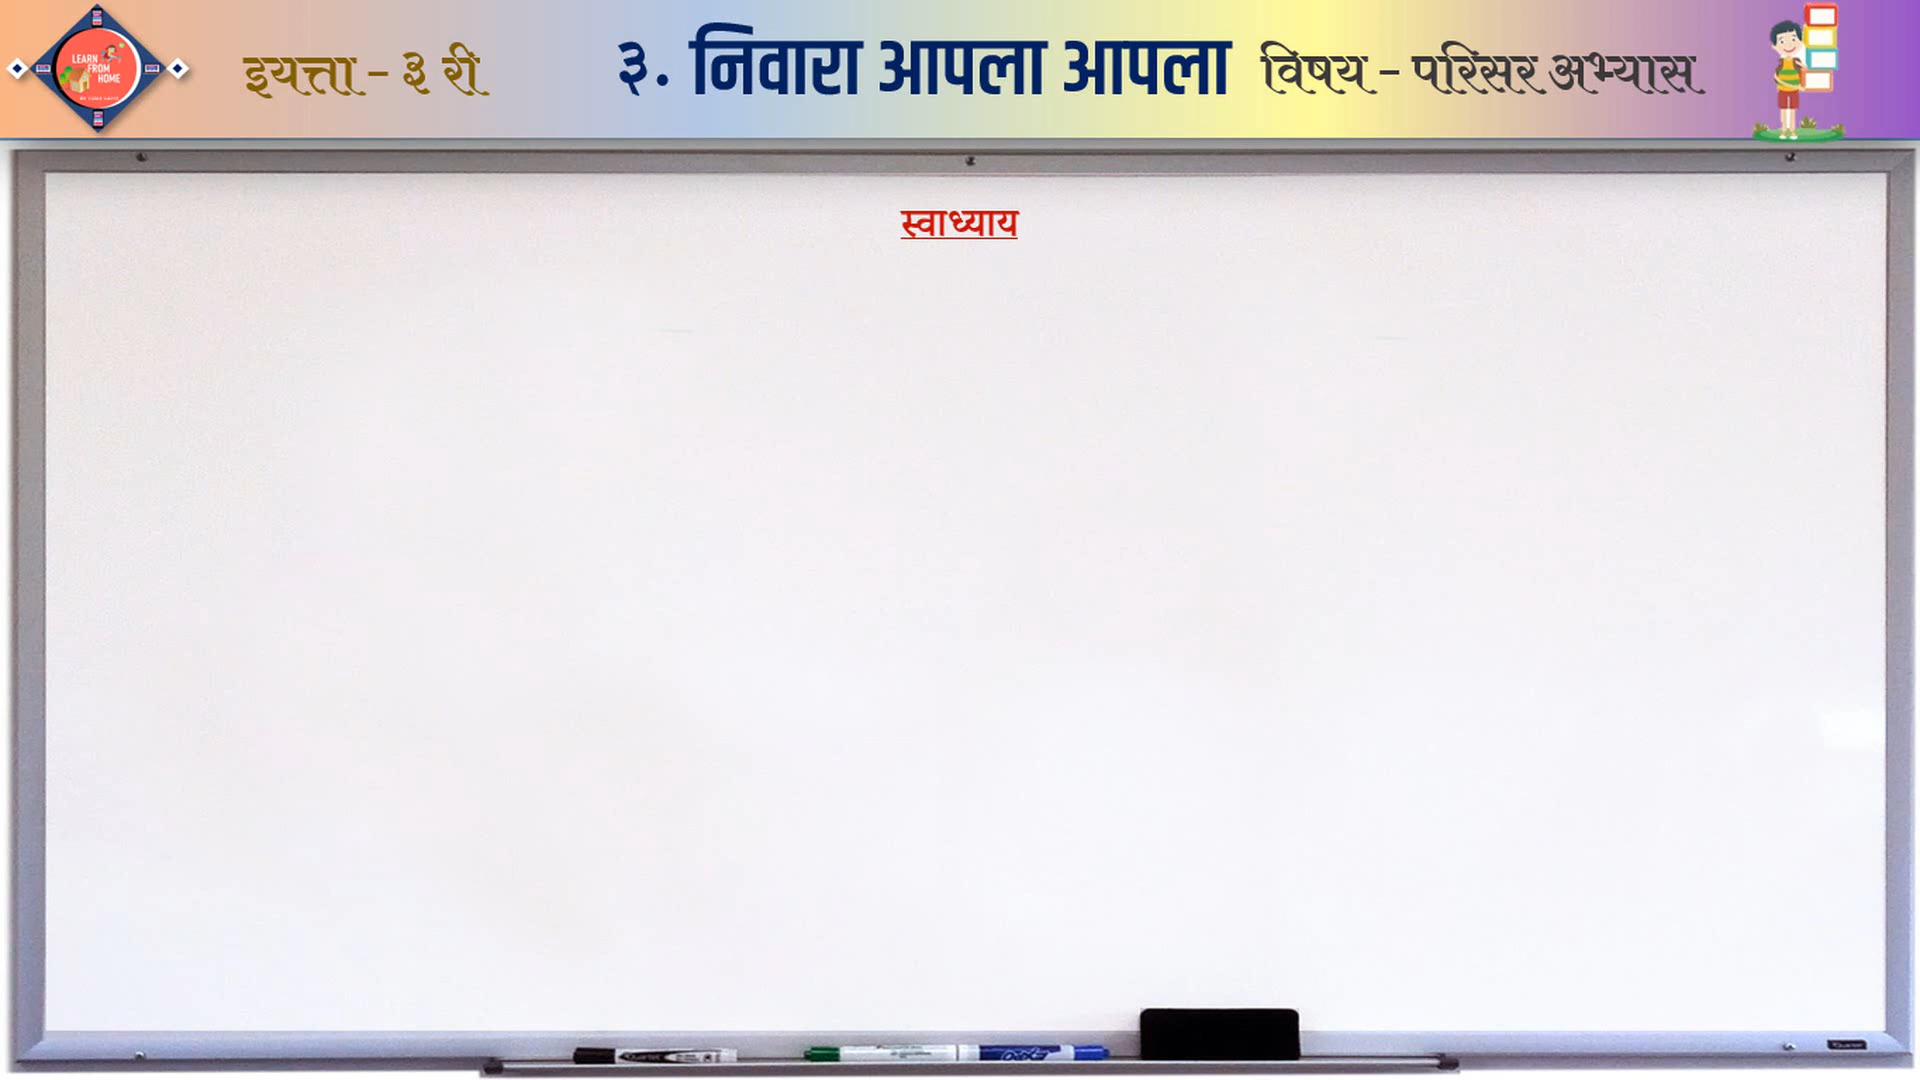 LEARN
FROM
HOME
इयत्ता - ३ री
३. निवारा आपला आपला
विषय - परिसर अभ्यास
स्वाध्याय